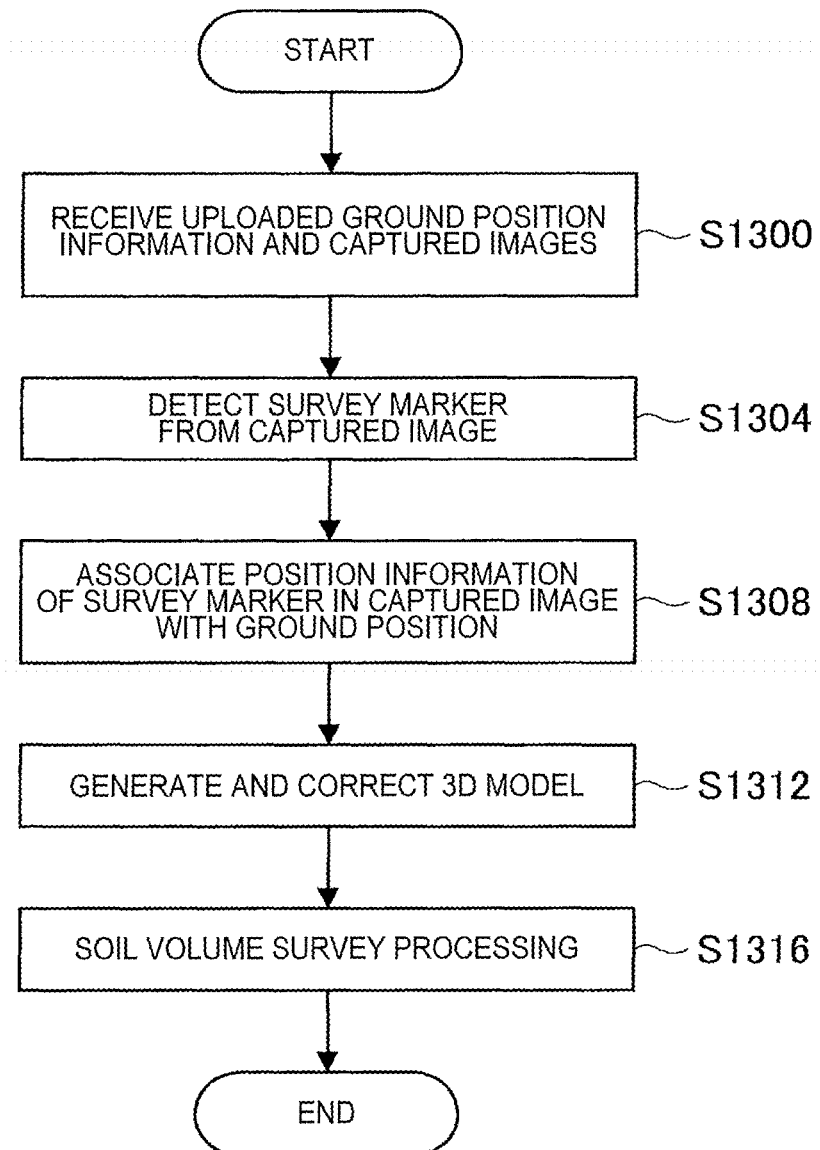 START
RECEIVE UPLOADED GROUND POSITION
INFORMATION AND CAPTURED IMAGES
S1300
DETECT SURVEY MARKER
FROM CAPTURED IMAGE
S1304
ASSOCIATE POSITION INFORMATION
OF SURVEY MARKER IN CAPTURED IMAGE
WITH GROUND POSITION
S1308
GENERATE AND CORRECT 3D MODEL
S1312
SOIL VOLUME SURVEY PROCESSING
S1316
END